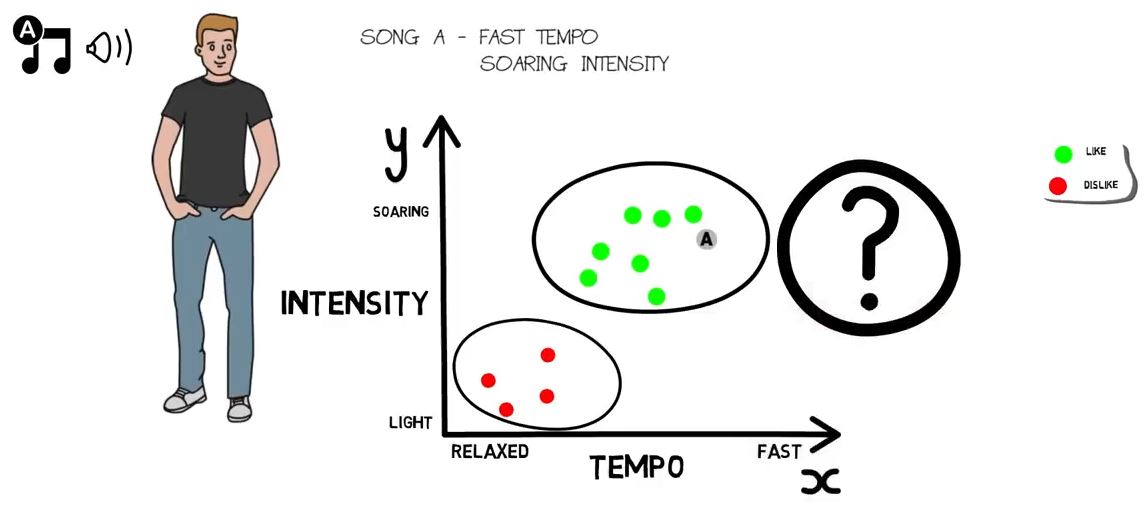 A
SONG A - FAST TEMPO
SOARING INTENSITY
y
LIKE
DISLIKE
SOARING
A
?
INTENSITY
LIGHT
RELAXED
FAST
TEMPO
x